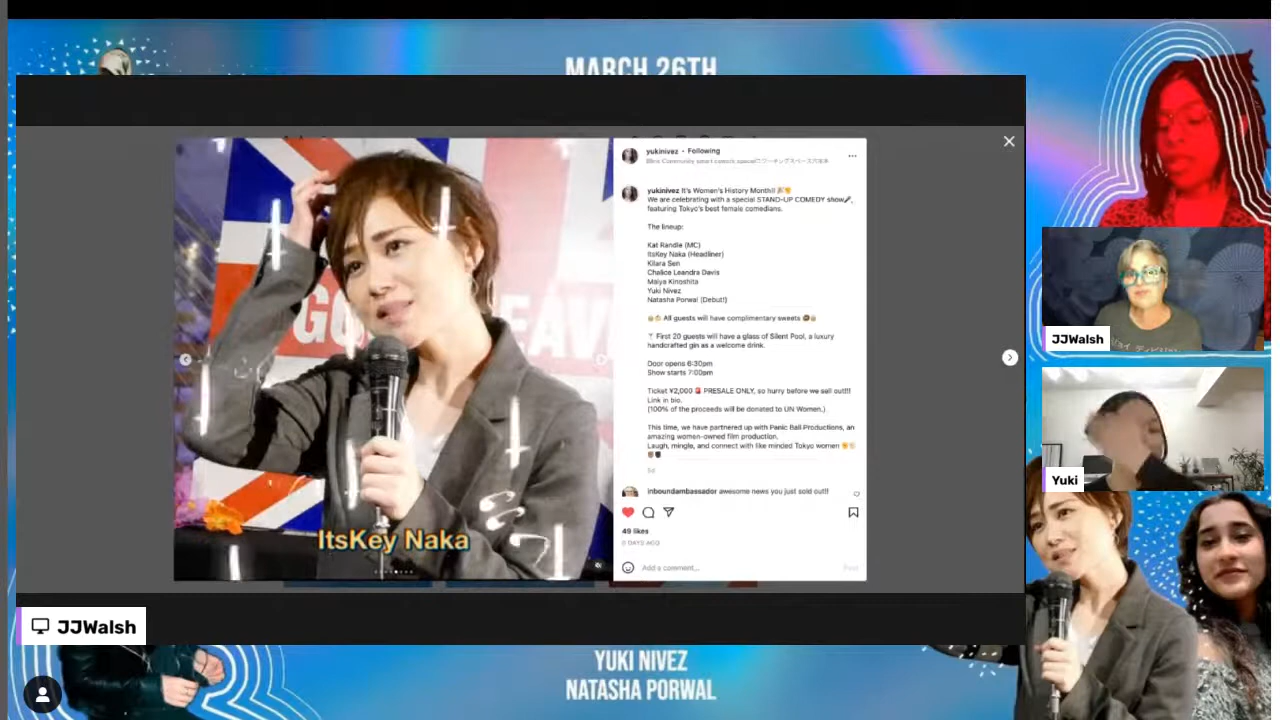 MARCH 26TH
yukinivez • Following
yukinivez It's Women's History Month!! 🎉🧡
We are celebrating with a special STAND-UP COMEDY show🎤,
featuring Tokyo's best female comedians.
The lineup:
Kat Randle (MC)
ItsKey Naka (Headliner)
Kilara Sen
Chalice Leandra Davis
Maiya Kinoshita
Yuki Nivez
Natasha Porwal (Debut!)
All guests will have complimentary sweets
🍸 First 20 guests will have a glass of Silent Pool, a luxury
handcrafted gin as a welcome drink.
Door opens 6:30pm
Show starts 7:00pm
Ticket ¥2,000 PRESALE ONLY, so hurry before we sell out!!!
Link in bio.
(100% of the proceeds will be donated to UN Women.)
This time, we have partnered up with Panic Ball Productions, an
amazing women-owned film production.
Laugh, mingle, and connect with like minded Tokyo women
5d
inboundambassador awesome news you just sold out!!
49 likes
DAYS AGO
Add a comment...
Post
ItsKey Naka
JJWalsh
Yuki
JJWalsh
YUKI NIVEZ
NATASHA PORWAL